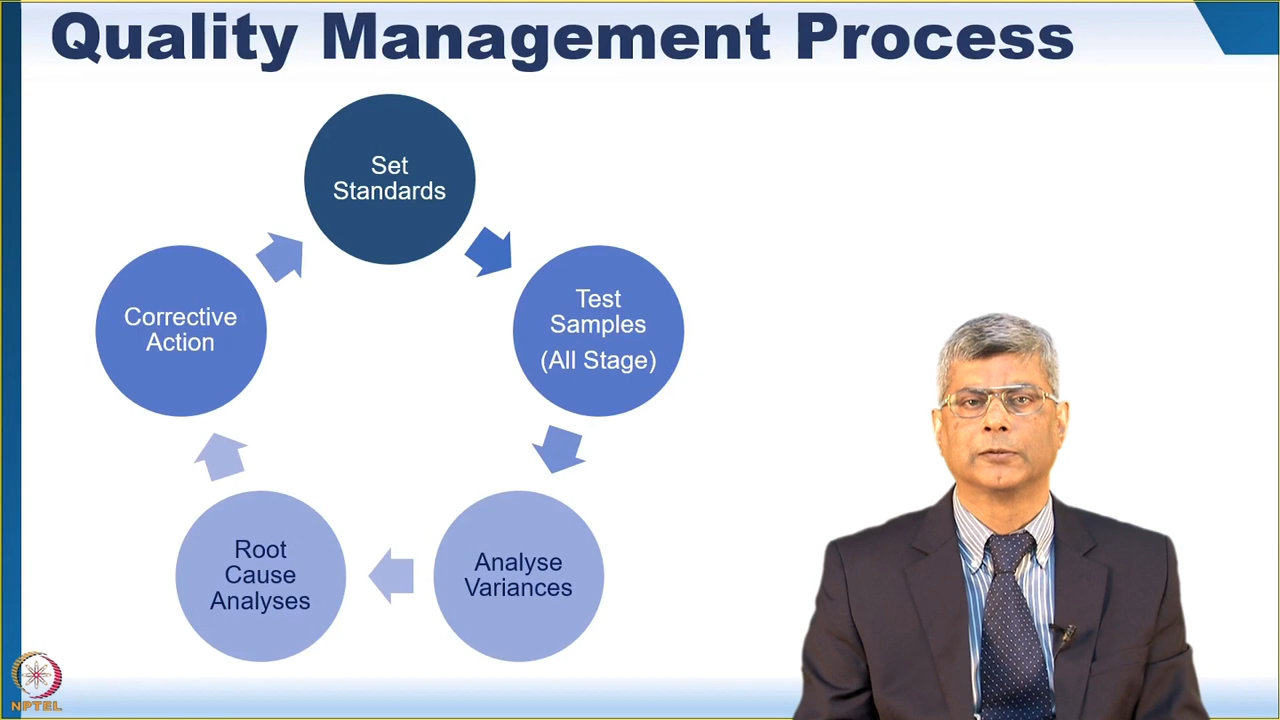 Quality Management Process
Set
Standards
Test
Samples
(All Stage)
Analyse
Variances
Root
Cause
Analyses
Corrective
Action
NPTEL